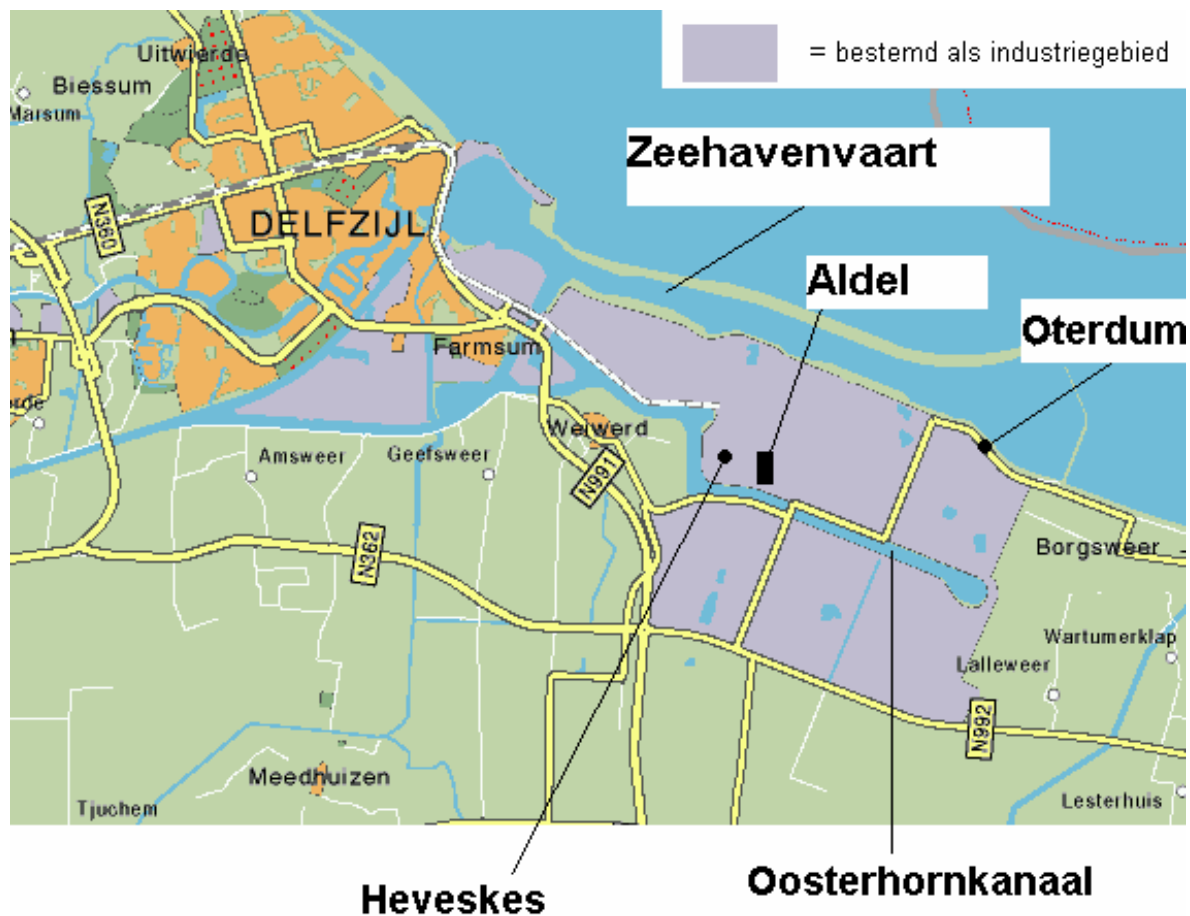 Uitwierde
= bestemd als industriegebied
Biessum
Marsum
Zeehavenvaart
N360
DELFZIJL
Aldel
Oterdum
Farmsum
Weiwerd
Amsweer
Geefsweer
N991
N362
Borgsweer
Wartumerklap
Lalleweer
N992
Meedhuizen
Tjuchem
Lesterhuis
Oosterhornkanaal
Heveskes